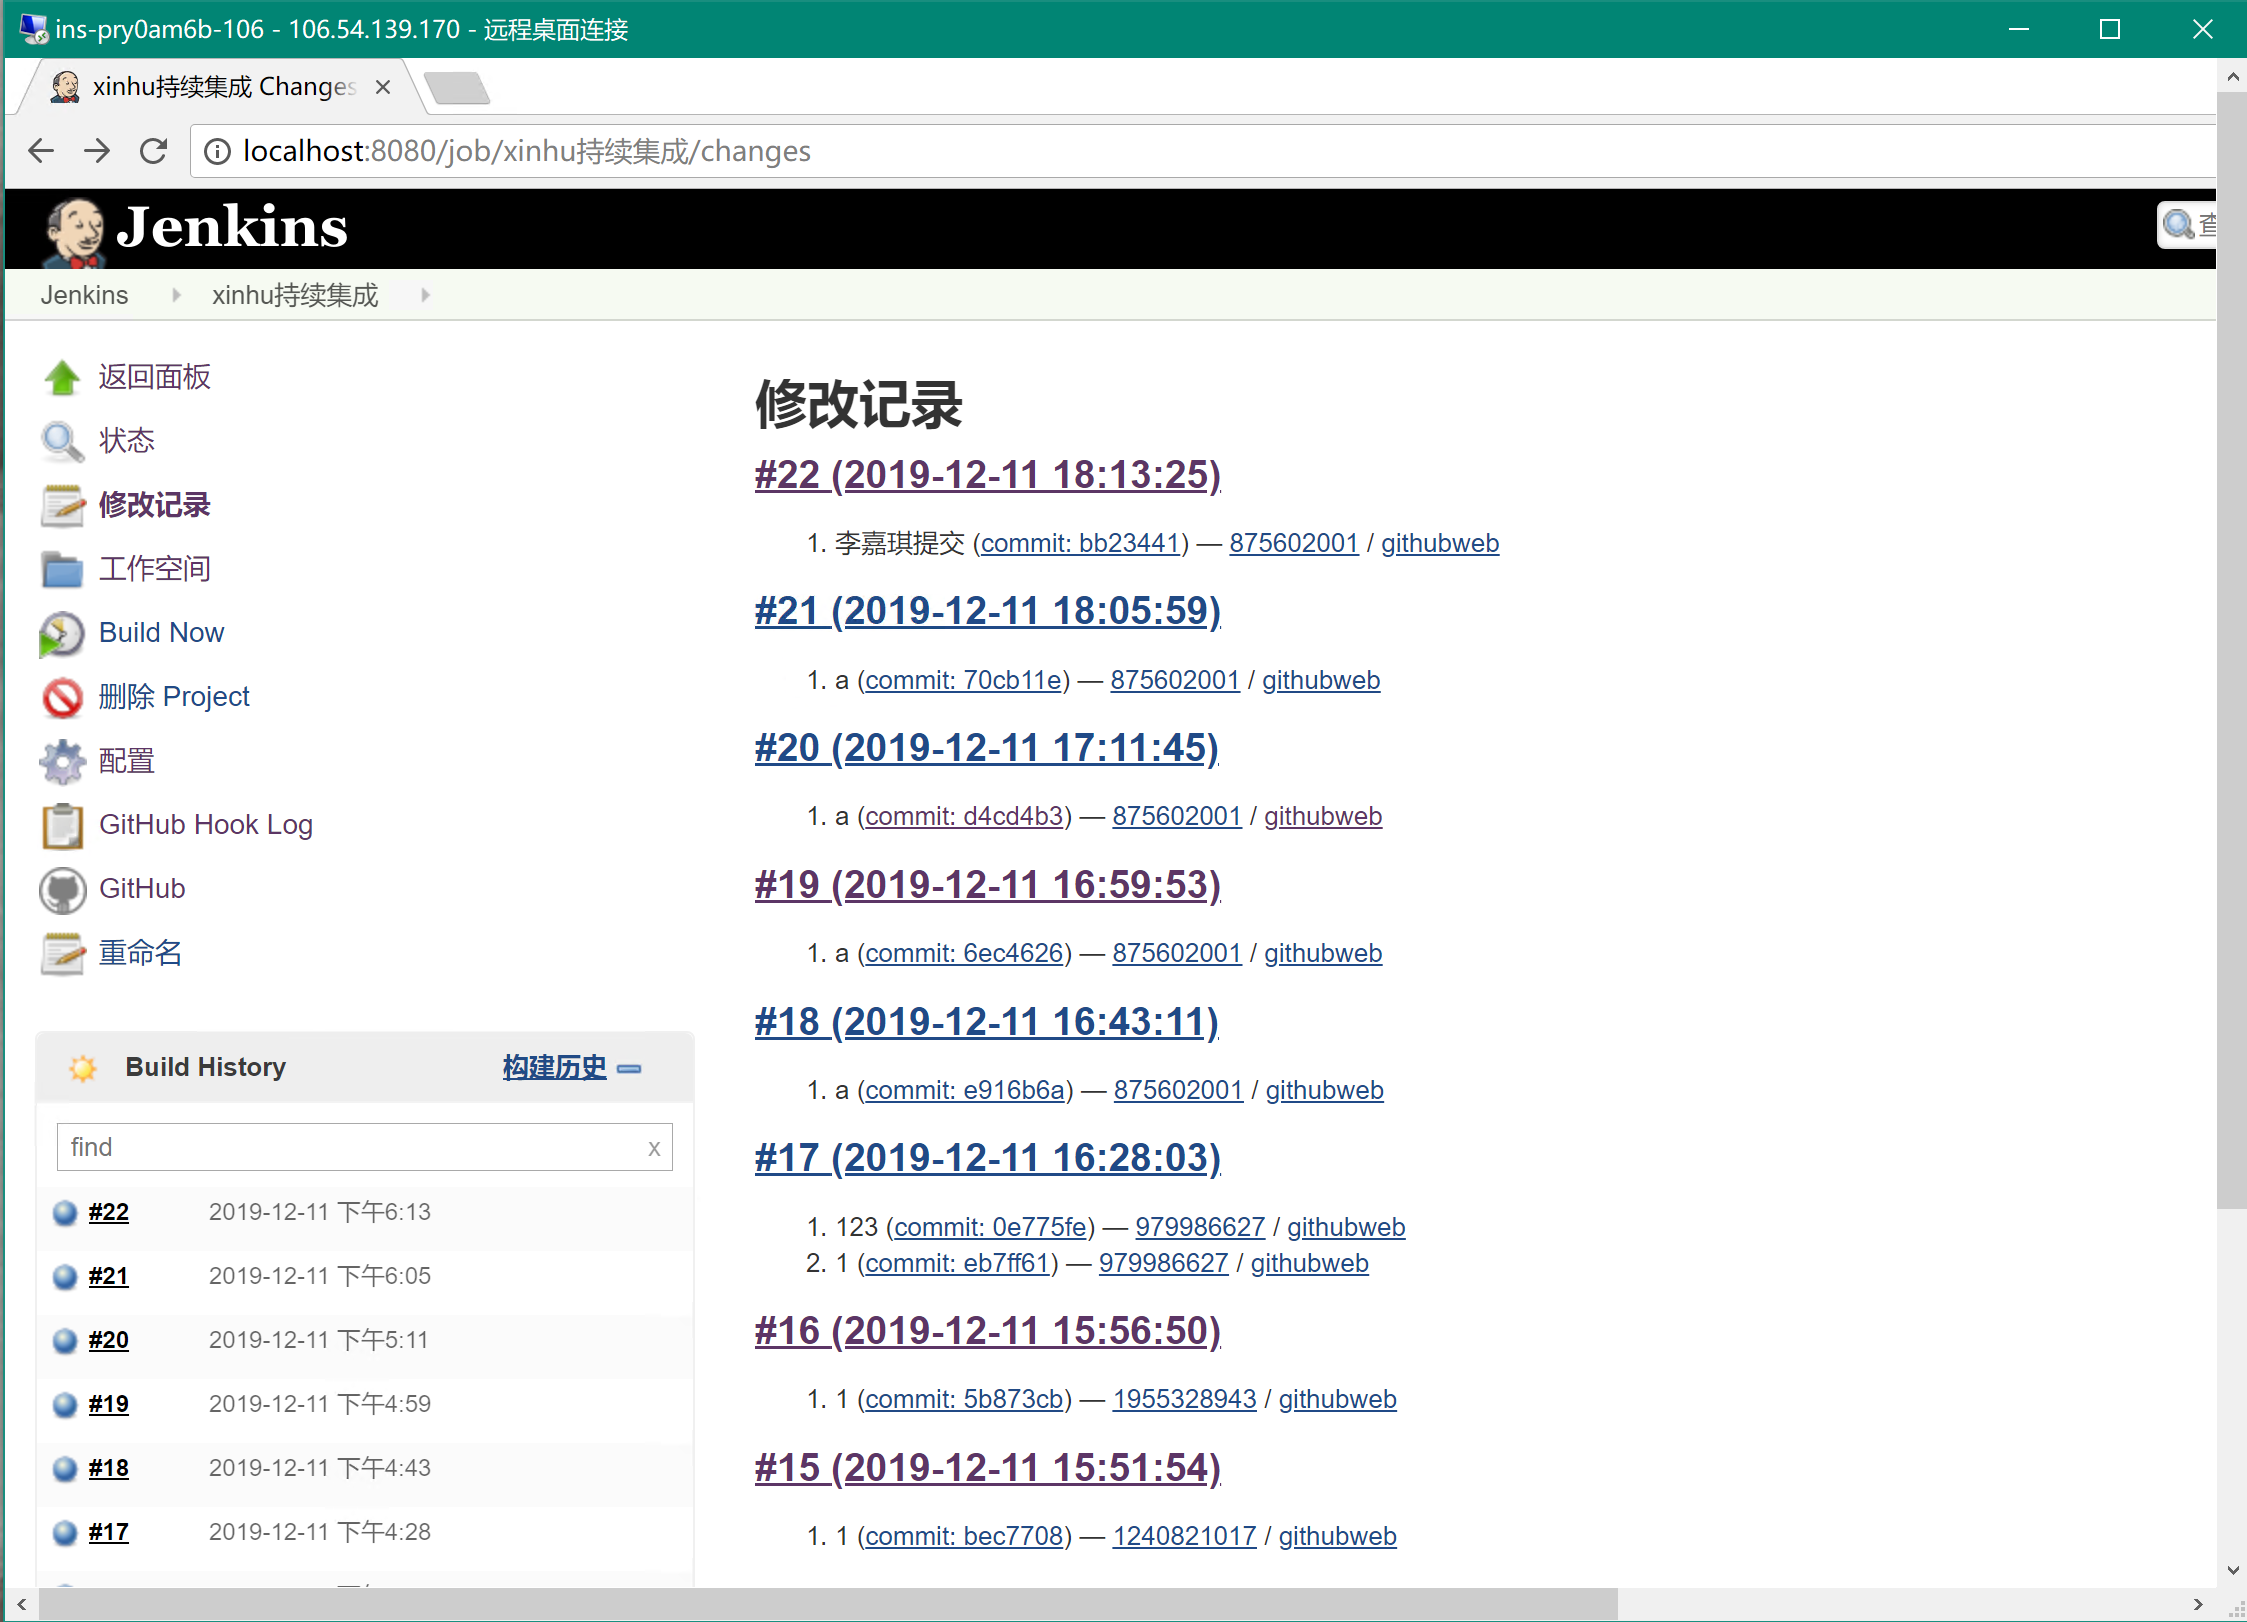 ins-pry0am6b-106 - 106.54.139.170 - 远程桌面连接
xinhu持续集成 Changes
localhost:8080/job/xinhu持续集成/changes
Jenkins
查
Jenkins xinhu持续集成
返回面板
状态
修改记录
工作空间
Build Now
删除 Project
配置
GitHub Hook Log
GitHub
重命名
Build History 构建历史
find x
#22 2019-12-11 下午6:13
#21 2019-12-11 下午6:05
#20 2019-12-11 下午5:11
#19 2019-12-11 下午4:59
#18 2019-12-11 下午4:43
#17 2019-12-11 下午4:28
修改记录
#22 (2019-12-11 18:13:25)
1. 李嘉琪提交 (commit: bb23441) — 875602001 / githubweb
#21 (2019-12-11 18:05:59)
1. a (commit: 70cb11e) — 875602001 / githubweb
#20 (2019-12-11 17:11:45)
1. a (commit: d4cd4b3) — 875602001 / githubweb
#19 (2019-12-11 16:59:53)
1. a (commit: 6ec4626) — 875602001 / githubweb
#18 (2019-12-11 16:43:11)
1. a (commit: e916b6a) — 875602001 / githubweb
#17 (2019-12-11 16:28:03)
1. 123 (commit: 0e775fe) — 979986627 / githubweb
2. 1 (commit: eb7ff61) — 979986627 / githubweb
#16 (2019-12-11 15:56:50)
1. 1 (commit: 5b873cb) — 1955328943 / githubweb
#15 (2019-12-11 15:51:54)
1. 1 (commit: bec7708) — 1240821017 / githubweb